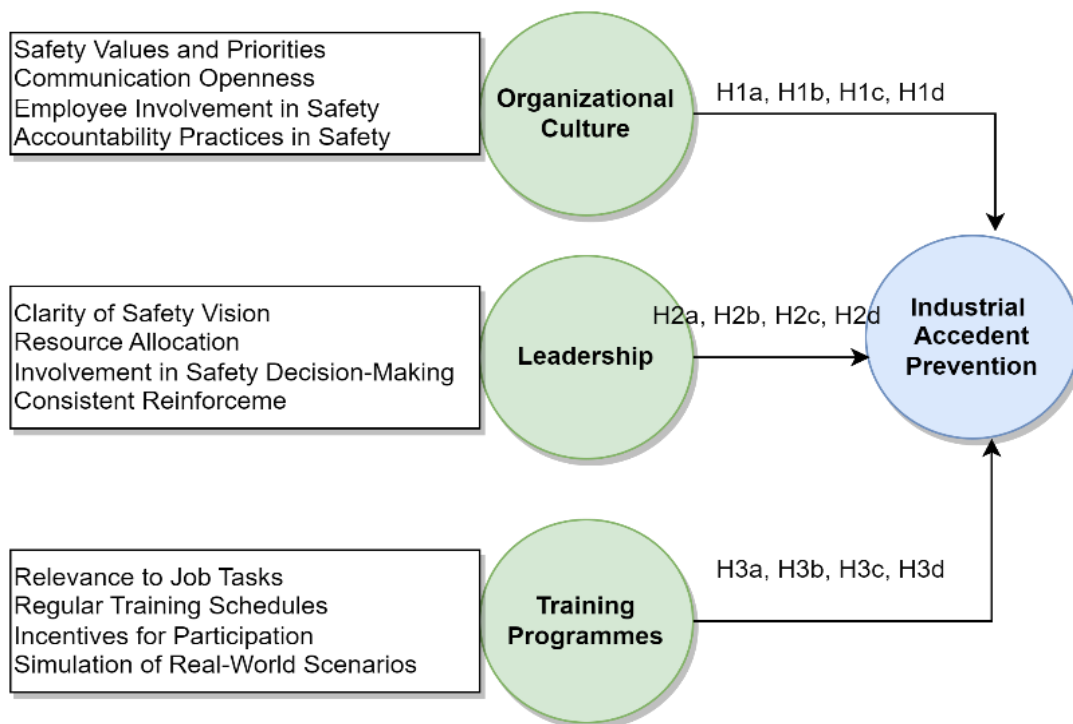 Safety Values and Priorities
Communication Openness
Employee Involvement in Safety
Accountability Practices in Safety
Organizational
Culture
H1a, H1b, H1c, H1d
Clarity of Safety Vision
Resource Allocation
Involvement in Safety Decision-Making
Consistent Reinforceme
Leadership
H2a, H2b, H2c, H2d
Industrial
Accedent
Prevention
Relevance to Job Tasks
Regular Training Schedules
Incentives for Participation
Simulation of Real-World Scenarios
Training
Programmes
H3a, H3b, H3c, H3d